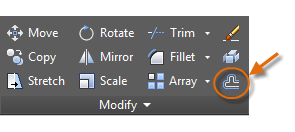 Move Rotate Trim
Copy Mirror Fillet
Stretch Scale Array
Modify